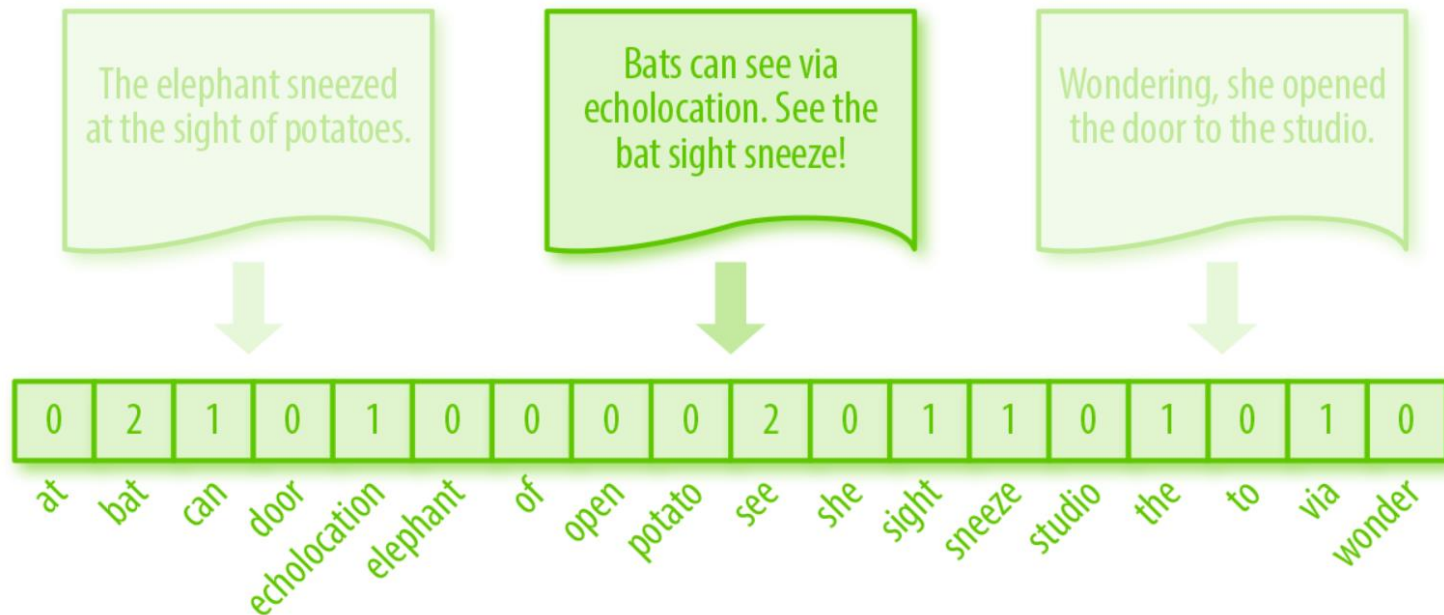 The elephant sneezed
at the sight of potatoes.
Bats can see via
echolocation. See the
bat sight sneeze!
Wondering, she opened
the door to the studio.
0 2 1 0 1 0 0 0 0 2 0 1 1 0 1 0 1 0
at bat can door echolocation elephant of open potato see she sight sneeze studio the to via wonder